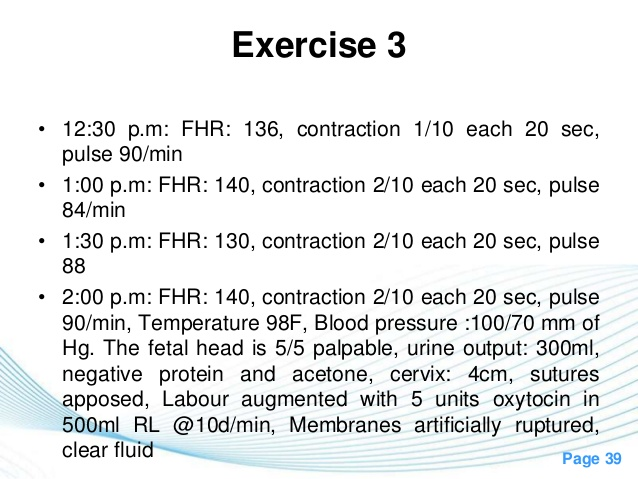 Exercise 3
• 12:30 p.m: FHR: 136, contraction 1/10 each 20 sec,
pulse 90/min
• 1:00 p.m: FHR: 140, contraction 2/10 each 20 sec, pulse
84/min
• 1:30 p.m: FHR: 130, contraction 2/10 each 20 sec, pulse
88
• 2:00 p.m: FHR: 140, contraction 2/10 each 20 sec, pulse
90/min, Temperature 98F, Blood pressure :100/70 mm of
Hg. The fetal head is 5/5 palpable, urine output: 300ml,
negative protein and acetone, cervix: 4cm, sutures
apposed, Labour augmented with 5 units oxytocin in
500ml RL @10d/min, Membranes artificially ruptured,
clear fluid
Page 39